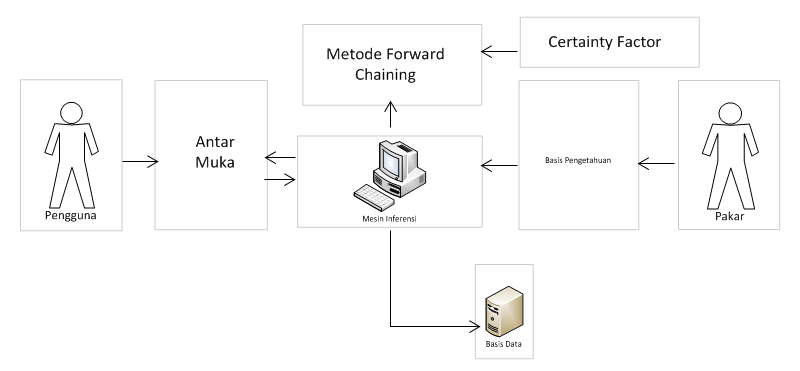 Certainty Factor
Metode Forward
Chaining
Antar
Muka
Basis Pengetahuan
Pengguna
Mesin Inferensi
Pakar
Basis Data